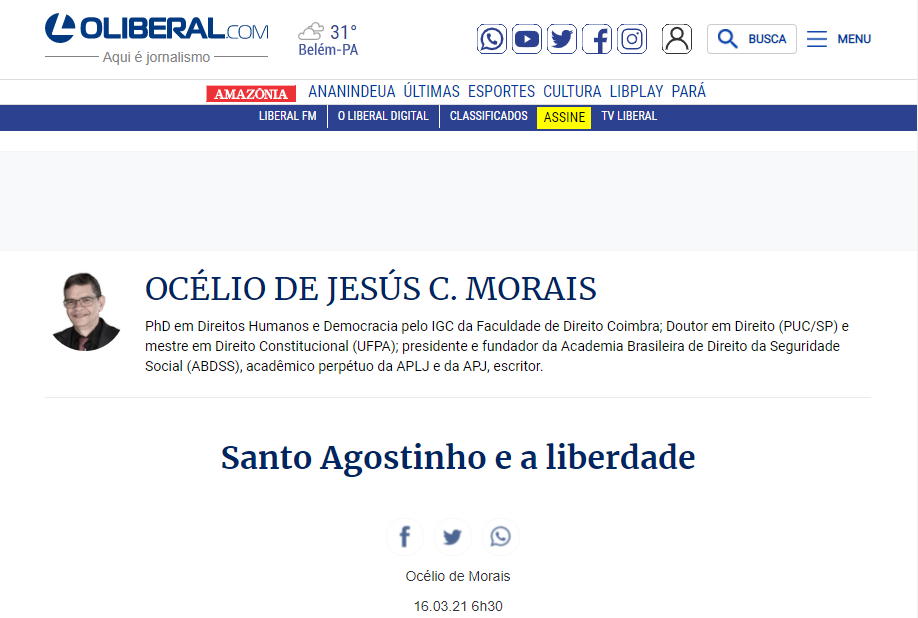 OLIBERAL.COM
Aqui é jornalismo
31°
Belém-PA
BUSCA
MENU
AMAZÔNIA ANANINDEUA ÚLTIMAS ESPORTES CULTURA LIBPLAY PARÁ
LIBERAL FM O LIBERAL DIGITAL CLASSIFICADOS ASSINE TV LIBERAL
OCÉLIO DE JESÚS C. MORAIS
PhD em Direitos Humanos e Democracia pelo IGC da Faculdade de Direito Coimbra; Doutor em Direito (PUC/SP) e
mestre em Direito Constitucional (UFPA); presidente e fundador da Academia Brasileira de Direito da Seguridade
Social (ABDSS), acadêmico perpétuo da APLJ e da APJ, escritor.
Santo Agostinho e a liberdade
Océlio de Morais
16.03.21 6h30